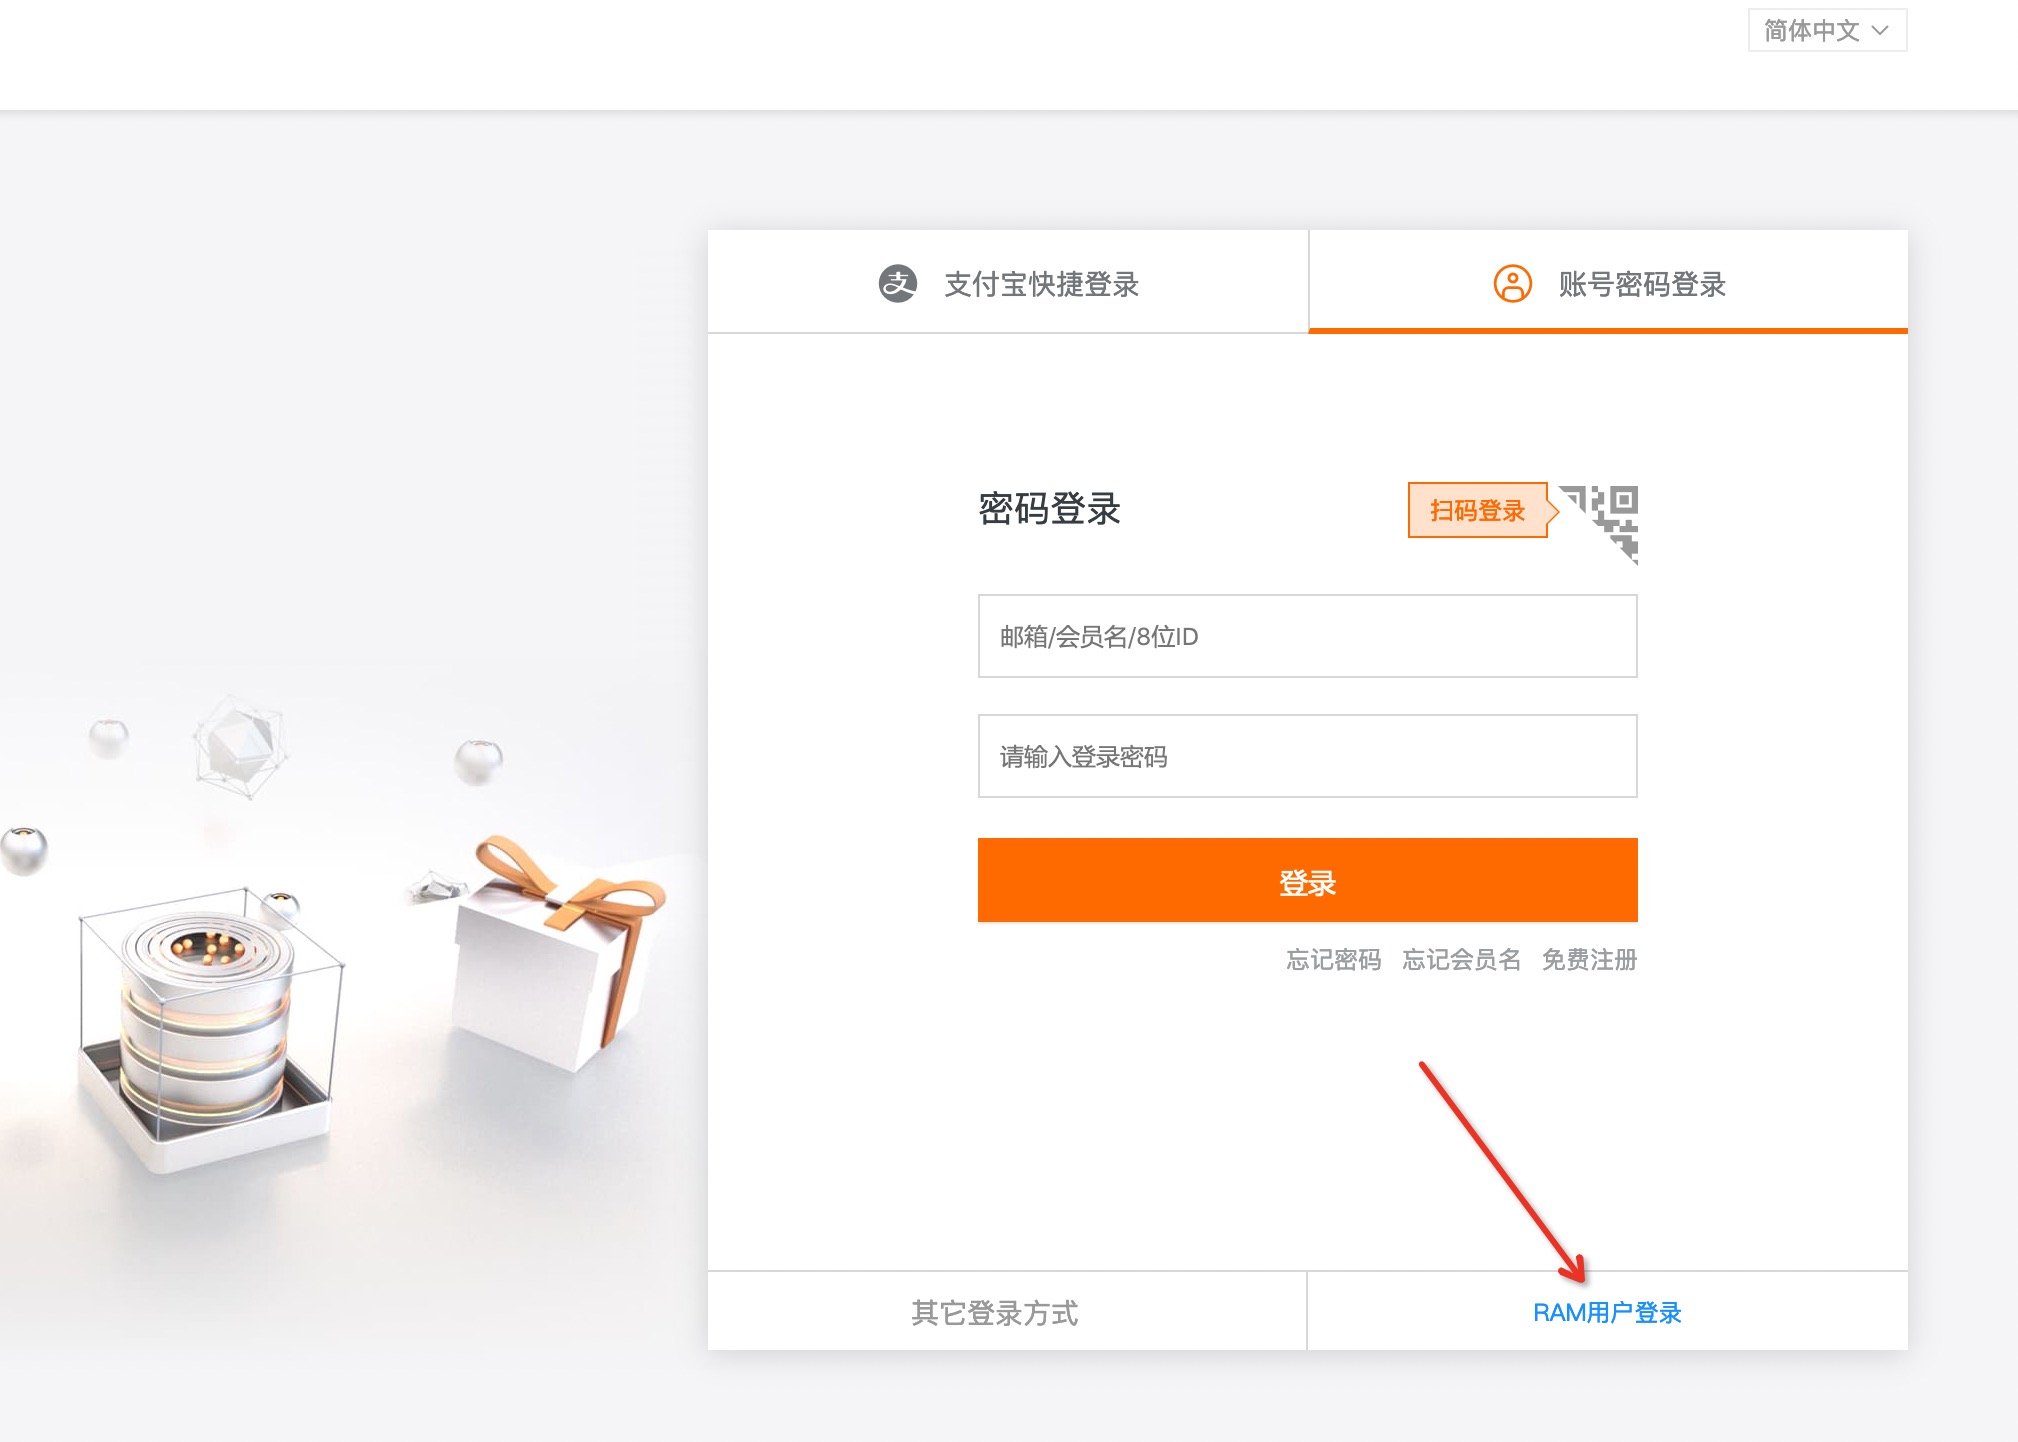 简体中文
支付宝快捷登录
账号密码登录
密码登录
扫码登录
邮箱/会员名/8位ID
请输入登录密码
登录
忘记密码 忘记会员名 免费注册
其它登录方式
RAM用户登录